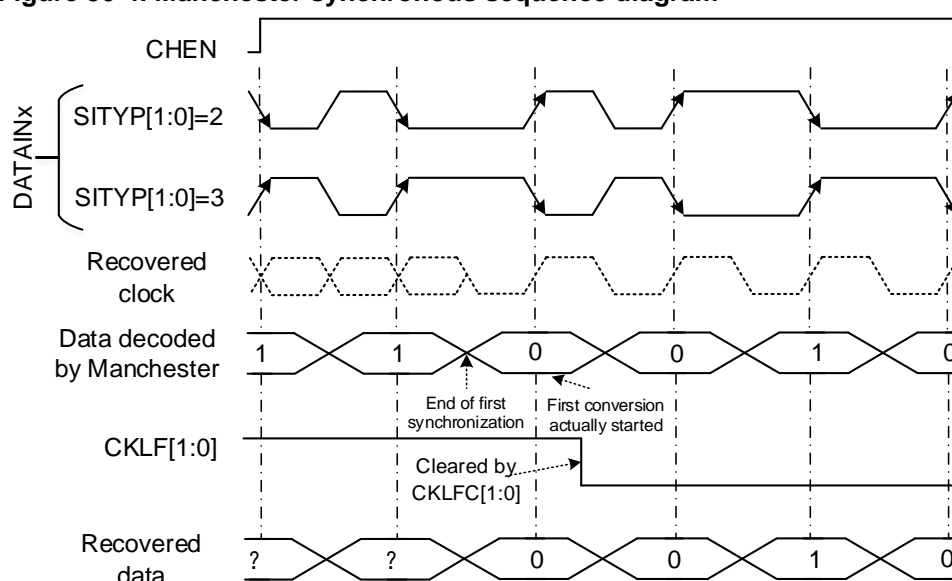 Figure 30-4. Manchester synchronous sequence diagram
CHEN
DATAINx
SITYP[1:0]=2
SITYP[1:0]=3
Recovered
clock
Data decoded
by Manchester
1 1 0 0 1 0
End of first
synchronization
First conversion
actually started
CKLF[1:0]
Cleared by
CKLFC[1:0]
Recovered
data
? ? 0 0 1 0